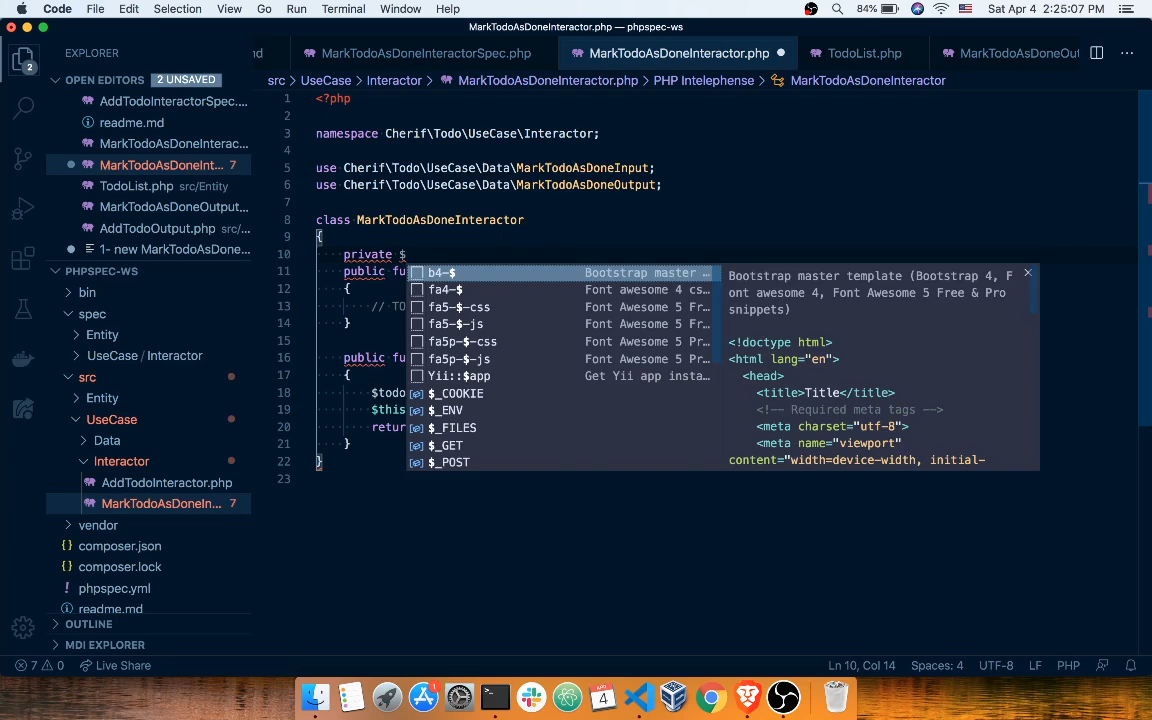 Code File Edit Selection View Go Run Terminal Window Help 84% Sat Apr 4 2:25:07 PM
MarkTodoAsDoneInteractor.php — phpspec-ws
2
EXPLORER
nd MarkTodoAsDoneInteractorSpec.php MarkTodoAsDoneInteractor.php TodoList.php MarkTodoAsDoneOut
OPEN EDITORS 2 UNSAVED
src › UseCase › Interactor › MarkTodoAsDoneInteractor.php › PHP Intelephense › MarkTodoAsDoneInteractor
AddTodoInteractorSpec....
readme.md
MarkTodoAsDoneInterac...
MarkTodoAsDoneInt... 7
TodoList.php src/Entity
MarkTodoAsDoneOutput...
AddTodoOutput.php src/...
1- new MarkTodoAsDone...
PHPSPEC-WS
bin
spec
Entity
UseCase / Interactor
src
Entity
UseCase
Data
Interactor
AddTodoInteractor.php
MarkTodoAsDoneIn... 7
vendor
{} composer.json
{} composer.lock
! phpspec.yml
readme.md
OUTLINE
MDI EXPLORER
1 <?php
2
3 namespace Cherif\Todo\UseCase\Interactor;
4
5 use Cherif\Todo\UseCase\Data\MarkTodoAsDoneInput;
6 use Cherif\Todo\UseCase\Data\MarkTodoAsDoneOutput;
7
8 class MarkTodoAsDoneInteractor
9 {
10 private $
11 public fu
12 {
13 // TO
14 }
15
16 public fu
17 {
18 $todo
19 $this
20 retur
21 }
22 }
23
b4-$ Bootstrap master ...
fa4-$ Font awesome 4 cs...
fa5-$-css Font Awesome 5 Fr...
fa5-$-js Font Awesome 5 Fr...
fa5p-$-css Font Awesome 5 Pr...
fa5p-$-js Font Awesome 5 Pr...
Yii::$app Get Yii app insta...
$_COOKIE
$_ENV
$_FILES
$_GET
$_POST
Bootstrap master template (Bootstrap 4, F
ont awesome 4, Font Awesome 5 Free & Pro
snippets)
<!doctype html>
<html lang="en">
<head>
<title>Title</title>
<!-- Required meta tags -->
<meta charset="utf-8">
<meta name="viewport"
content="width=device-width, initial-
7 0 Live Share Ln 10, Col 14 Spaces: 4 UTF-8 LF PHP
APR
4
1